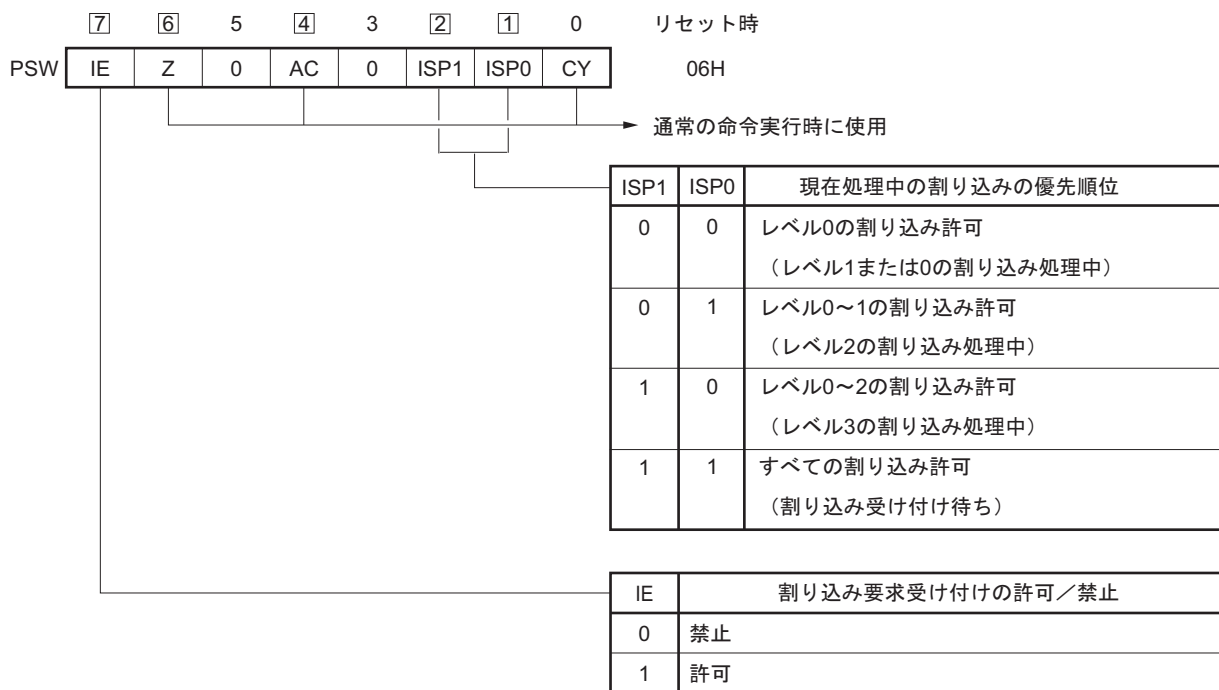 7 6 5 4 3 2 1 0 リセット時
PSW IE Z 0 AC 0 ISP1 ISP0 CY 06H
通常の命令実行時に使用
ISP1 ISP0 現在処理中の割り込みの優先順位
0 0 レベル0の割り込み許可
（レベル1または0の割り込み処理中）
0 1 レベル0～1の割り込み許可
（レベル2の割り込み処理中）
1 0 レベル0～2の割り込み許可
（レベル3の割り込み処理中）
1 1 すべての割り込み許可
（割り込み受け付け待ち）
IE 割り込み要求受け付けの許可／禁止
0 禁止
1 許可